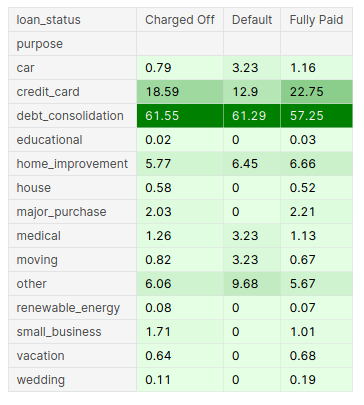 loan_status Charged Off Default Fully Paid
purpose
car 0.79 3.23 1.16
credit_card 18.59 12.9 22.75
debt_consolidation 61.55 61.29 57.25
educational 0.02 0 0.03
home_improvement 5.77 6.45 6.66
house 0.58 0 0.52
major_purchase 2.03 0 2.21
medical 1.26 3.23 1.13
moving 0.82 3.23 0.67
other 6.06 9.68 5.67
renewable_energy 0.08 0 0.07
small_business 1.71 0 1.01
vacation 0.64 0 0.68
wedding 0.11 0 0.19